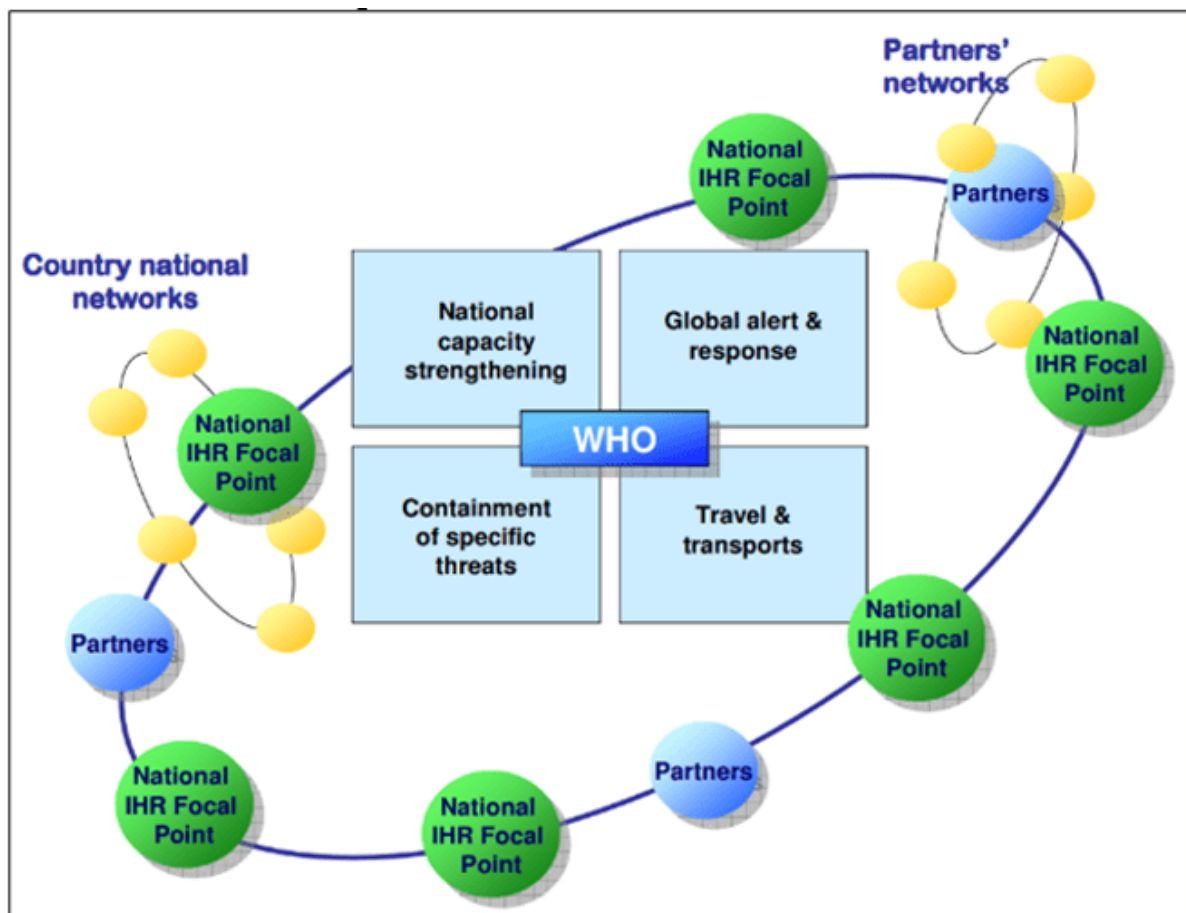 Partners'
networks
National
IHR Focal
Point
Partners
Country national
networks
National
capacity
strengthening
Global alert &
response
National
IHR Focal
Point
National
IHR Focal
Point
WHO
Containment
of specific
threats
Travel &
transports
National
IHR Focal
Point
Partners
Partners
National
IHR Focal
Point
National
IHR Focal
Point